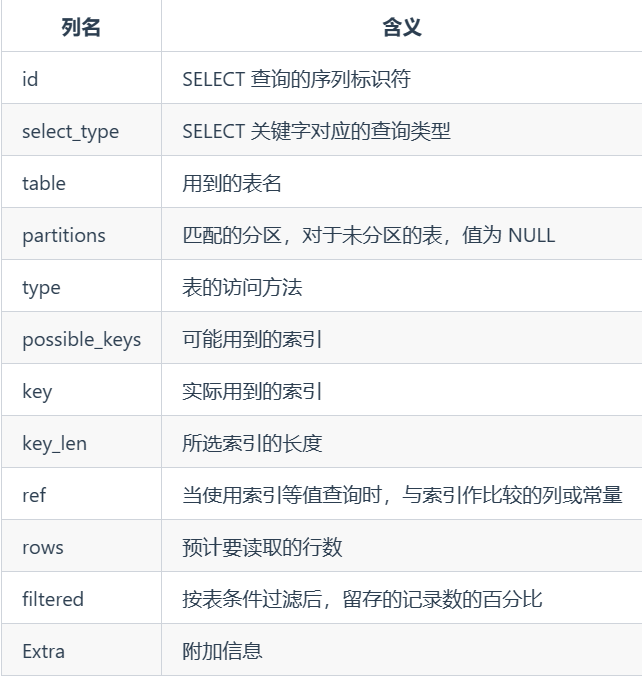 列名 含义
id SELECT 查询的序列标识符
select_type SELECT 关键字对应的查询类型
table 用到的表名
partitions 匹配的分区，对于未分区的表，值为 NULL
type 表的访问方法
possible_keys 可能用到的索引
key 实际用到的索引
key_len 所选索引的长度
ref 当使用索引等值查询时，与索引作比较的列或常量
rows 预计要读取的行数
filtered 按表条件过滤后，留存的记录数的百分比
Extra 附加信息